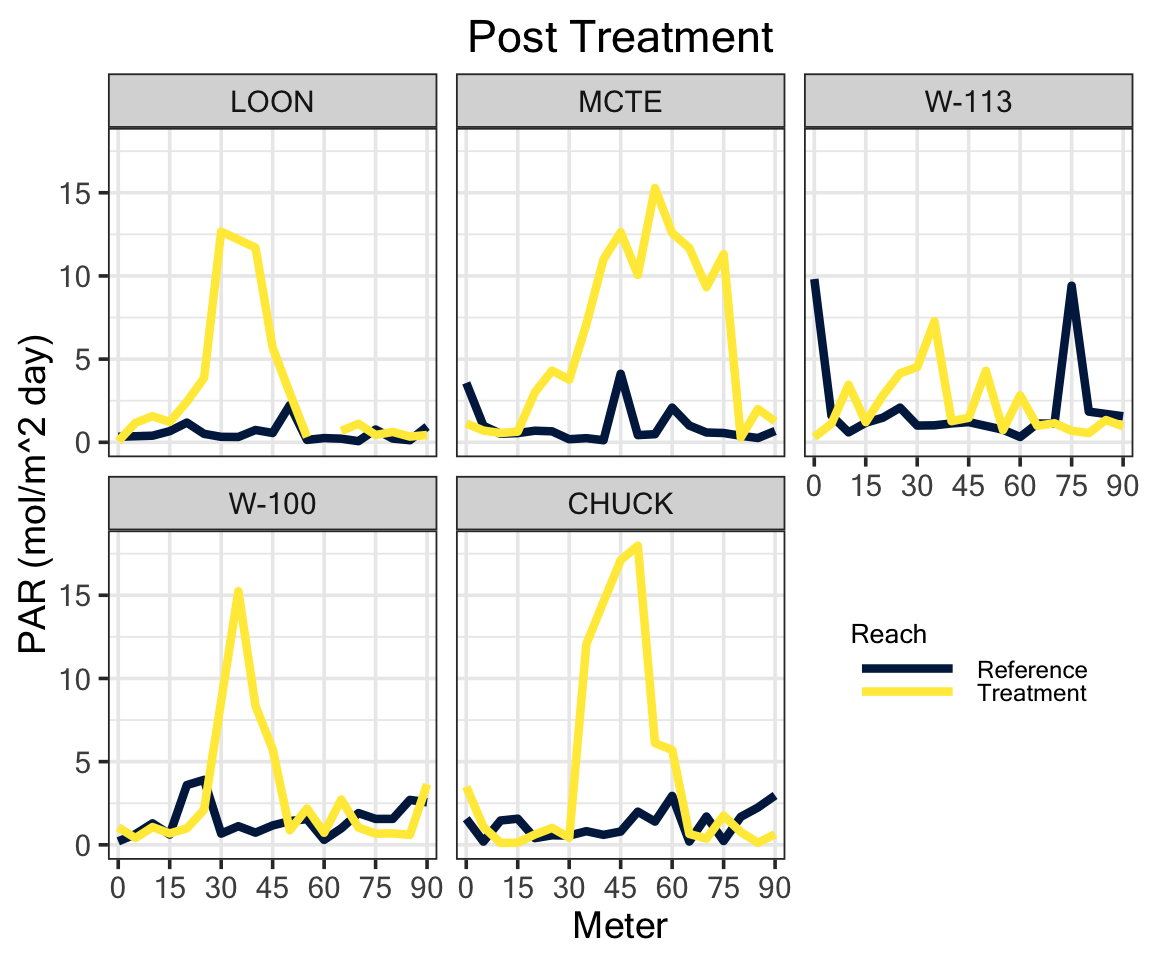 Post Treatment
LOON
MCTE
W-113
15
10
5
0
0 15 30 45 60 75 90
W-100
CHUCK
15
10
5
0
0 15 30 45 60 75 90
0 15 30 45 60 75 90
PAR (mol/m^2 day)
Meter
Reach
Reference
Treatment